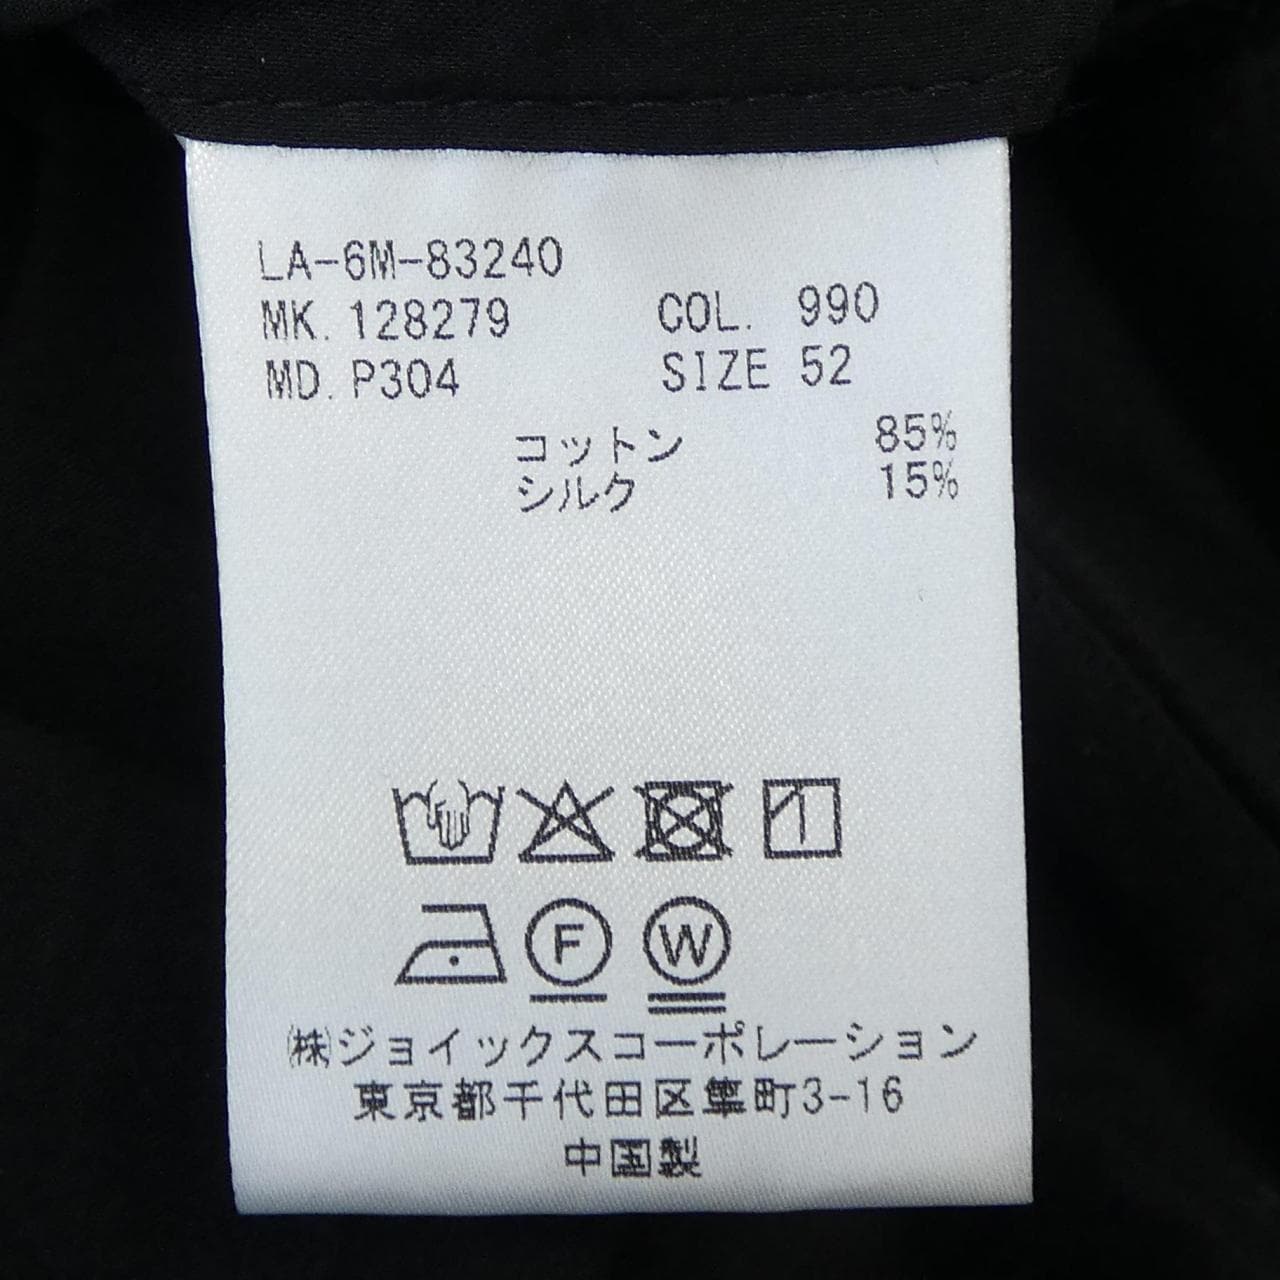 LA-6M-83240
MK. 128279 COL. 990
MD. P304 SIZE 52
コットン 85%
シルク 15%
F W
㈱ジョイックスコーポレーション
東京都千代田区隼町3-16
中国製